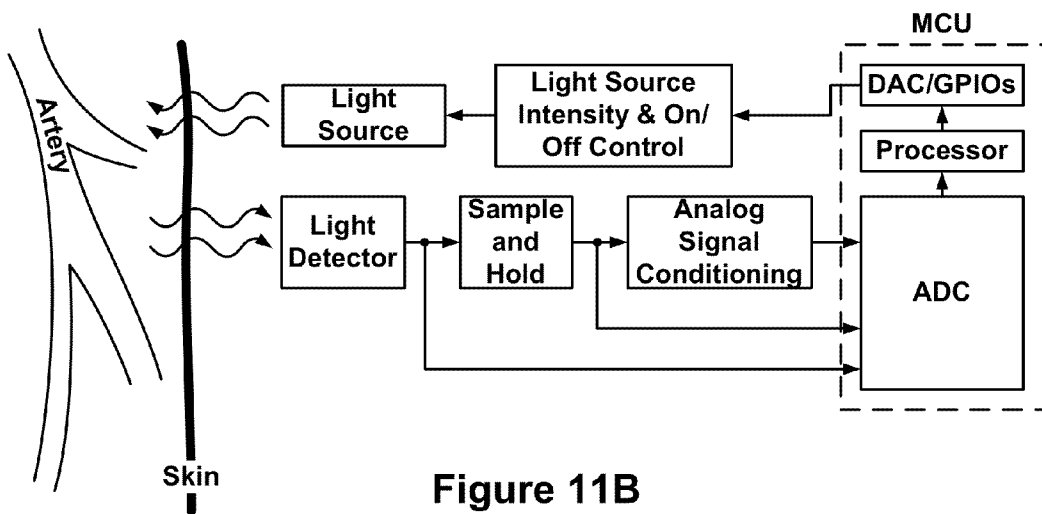 MCU
Artery
Light
Source
Light Source
Intensity & On/
Off Control
DAC/GPIOs
Processor
Light
Detector
Sample
and
Hold
Analog
Signal
Conditioning
ADC
Skin
Figure 11B